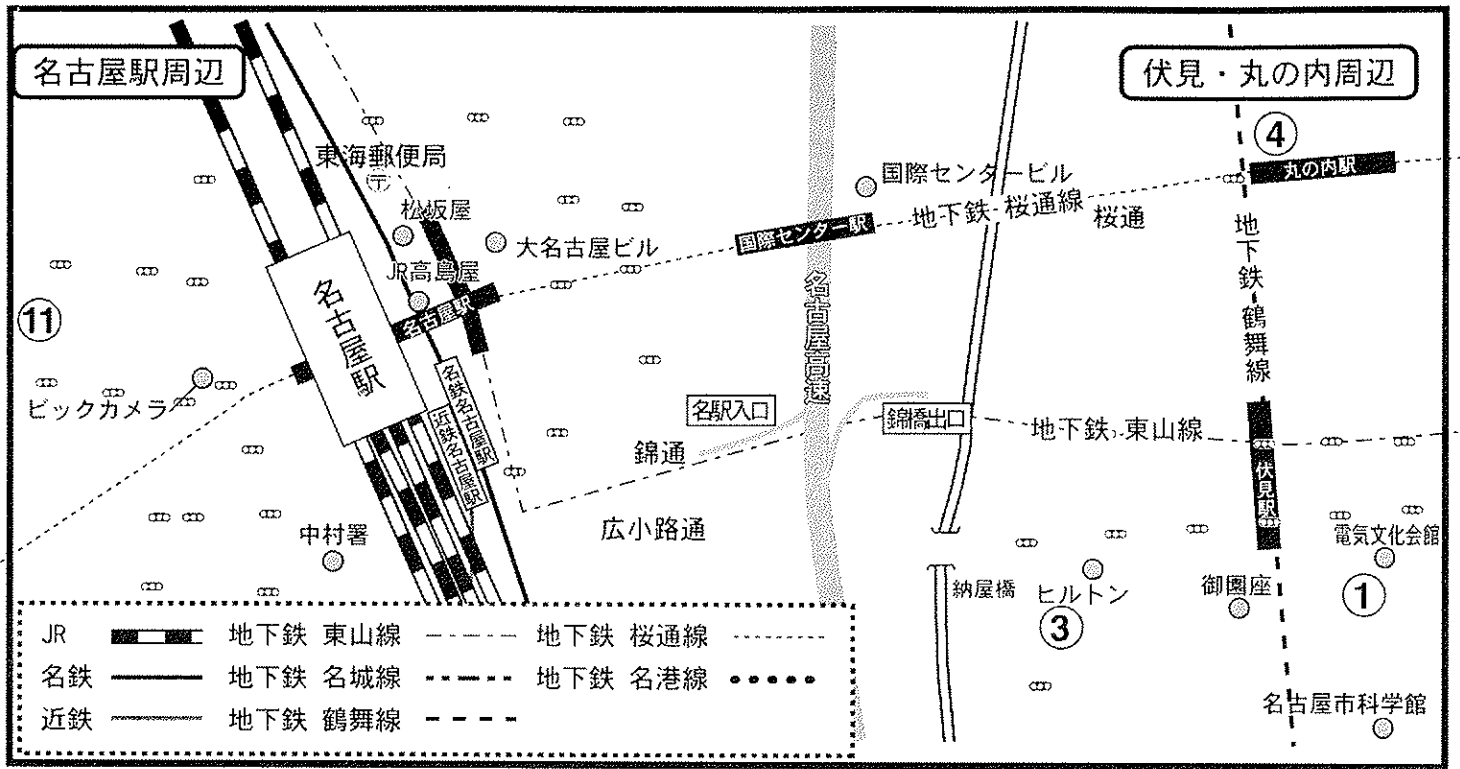 名古屋駅周辺
伏見・丸の内周辺
④
東海郵便局
〒
丸の内駅
国際センタービル
松坂屋
地下鉄 桜通線
桜通
大名古屋ビル
国際センター駅
地下鉄 鶴舞線
JR高島屋
名古屋駅
名古屋駅
⑪
名古屋高速
ビックカメラ
名鉄名古屋駅
近鉄名古屋駅
名駅入口
錦橋出口
地下鉄 東山線
錦通
伏見駅
広小路通
中村署
電気文化会館
納屋橋
ヒルトン
御園座
①
③
名古屋市科学館
JR
地下鉄 東山線
地下鉄 桜通線
名鉄
地下鉄 名城線
地下鉄 名港線
近鉄
地下鉄 鶴舞線